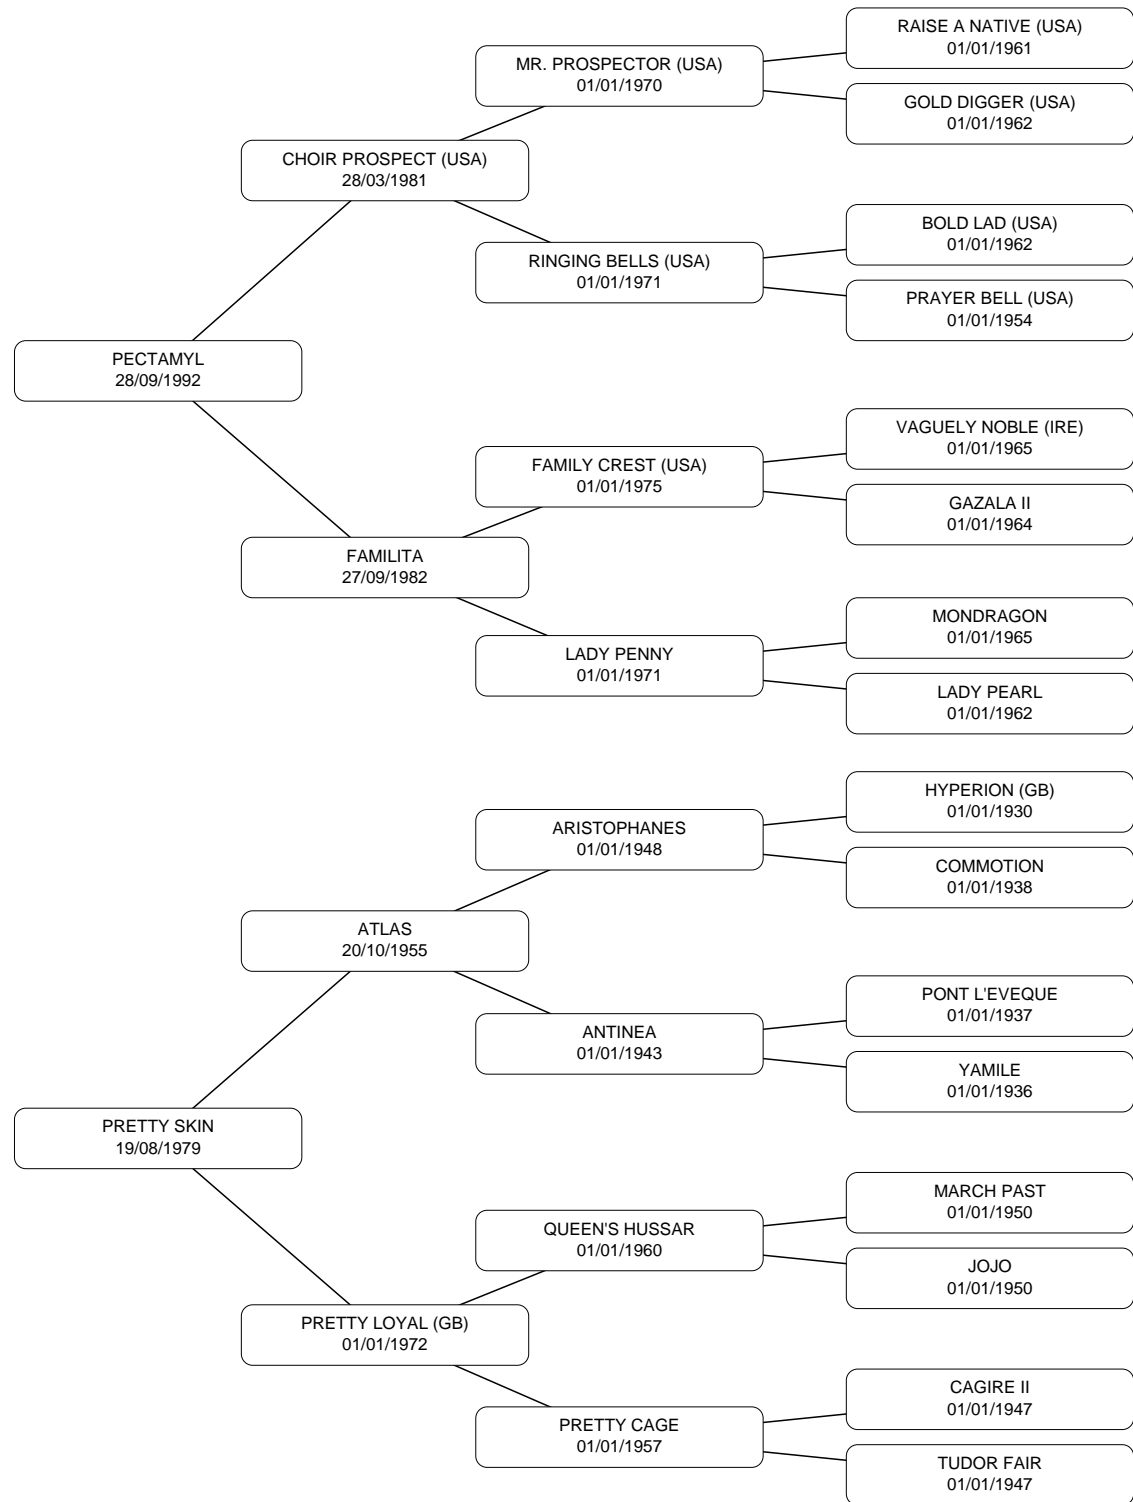 RAISE A NATIVE (USA)
01/01/1961
MR. PROSPECTOR (USA)
01/01/1970
GOLD DIGGER (USA)
01/01/1962
CHOIR PROSPECT (USA)
28/03/1981
BOLD LAD (USA)
01/01/1962
RINGING BELLS (USA)
01/01/1971
PRAYER BELL (USA)
01/01/1954
PECTAMYL
28/09/1992
VAGUELY NOBLE (IRE)
01/01/1965
FAMILY CREST (USA)
01/01/1975
GAZALA II
01/01/1964
FAMILITA
27/09/1982
MONDRAGON
01/01/1965
LADY PENNY
01/01/1971
LADY PEARL
01/01/1962
HYPERION (GB)
01/01/1930
ARISTOPHANES
01/01/1948
COMMOTION
01/01/1938
ATLAS
20/10/1955
PONT L'EVEQUE
01/01/1937
ANTINEA
01/01/1943
YAMILE
01/01/1936
PRETTY SKIN
19/08/1979
MARCH PAST
01/01/1950
QUEEN'S HUSSAR
01/01/1960
JOJO
01/01/1950
PRETTY LOYAL (GB)
01/01/1972
CAGIRE II
01/01/1947
PRETTY CAGE
01/01/1957
TUDOR FAIR
01/01/1947